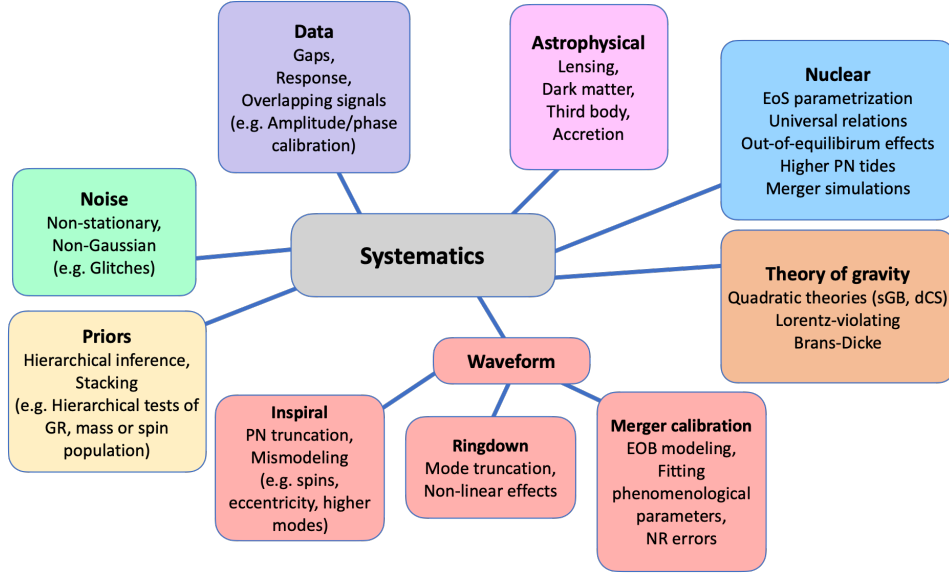 Data
Gaps,
Response,
Overlapping signals
(e.g. Amplitude/phase
calibration)
Astrophysical
Lensing,
Dark matter,
Third body,
Accretion
Nuclear
EoS parametrization
Universal relations
Out-of-equilibirum effects
Higher PN tides
Merger simulations
Noise
Non-stationary,
Non-Gaussian
(e.g. Glitches)
Systematics
Theory of gravity
Quadratic theories (sGB, dCS)
Lorentz-violating
Brans-Dicke
Priors
Hierarchical inference,
Stacking
(e.g. Hierarchical tests of
GR, mass or spin
population)
Waveform
Inspiral
PN truncation,
Mismodeling
(e.g. spins,
eccentricity, higher
modes)
Ringdown
Mode truncation,
Non-linear effects
Merger calibration
EOB modeling,
Fitting
phenomenological
parameters,
NR errors